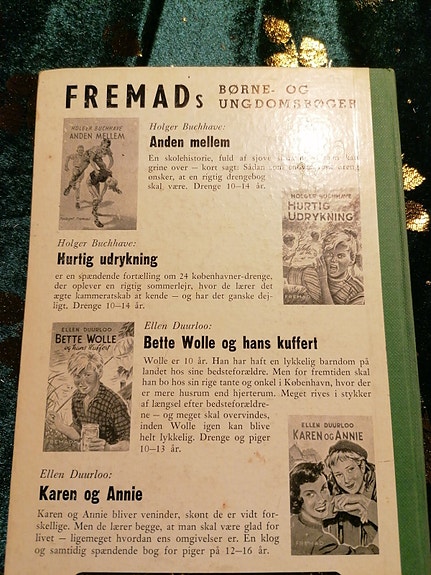 FREMADs BØRNE- OG
UNGDOMSBØGER
HOLGER BUCHHAVE
ANDEN MELLEM
Holger Buchhave:
Anden mellem
En skolehistorie, fuld af
grine over — kort sagt: Sådan som enhver
ønsker, at en rigtig drengebog
skal være. Drenge 10—14 år.
HOLGER BUCHHAVE
HURTIG
UDRYKNING
FREMAD
Holger Buchhave:
Hurtig udrykning
er en spændende fortælling om 24 københavner-drenge,
der oplever en rigtig sommerlejr, hvor de lærer det
ægte kammeratskab at kende — og har det ganske dej-
ligt. Drenge 10—14 år.
ELLEN DUURLOO:
BETTE WOLLE
og hans kuffert
FREMAD
Ellen Duurloo:
Bette Wolle og hans kuffert
Wolle er 10 år. Han har haft en lykkelig barndom på
landet hos sine bedsteforældre. Men for fremtiden skal
han bo hos sin rige tante og onkel i København, hvor der
er mere husrum end hjerterum. Meget rives i stykker
af længsel efter bedsteforældre-
ne — og meget skal overvindes,
inden Wolle igen kan blive
helt lykkelig. Drenge og piger
10—13 år.
ELLEN DUURLOO
KAREN OG ANNIE
FREMAD
Ellen Duurloo:
Karen og Annie
Karen og Annie bliver veninder, skønt de er vidt for-
skellige. Men de lærer begge, at man skal være glad for
livet — ligemeget hvordan ens omgivelser er. En klog
og samtidig spændende bog for piger på 12—16 år.